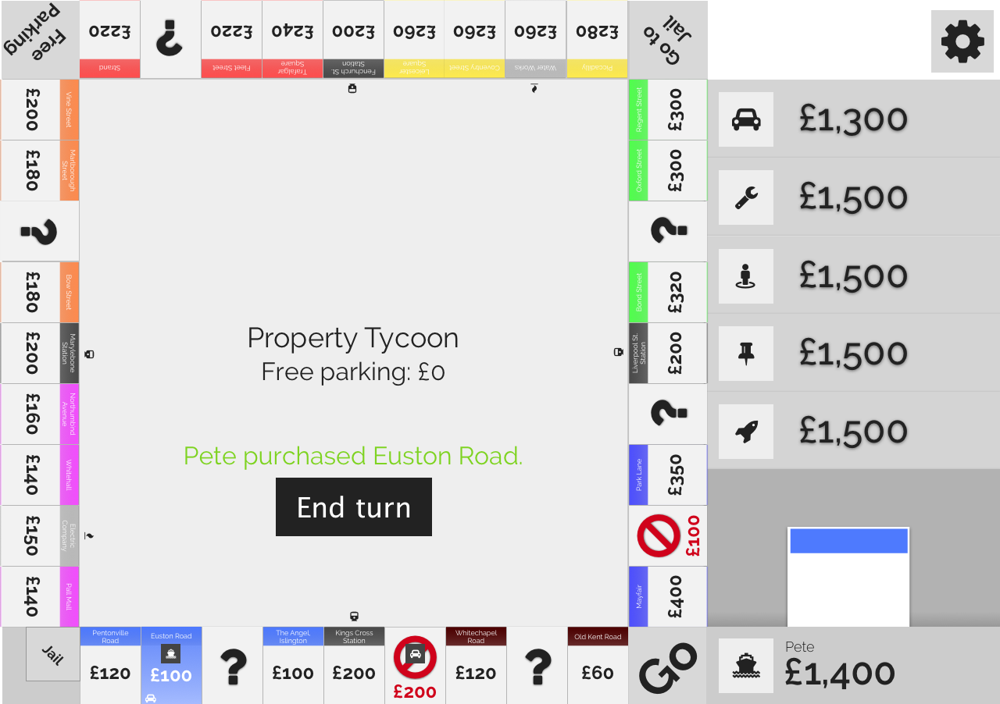 Free
Parking
£220
Strand
?
£220
Fleet Street
£240
Trafalgar
Square
£200
Fenchurch St.
Station
£260
Leicester
Square
£260
Coventry Street
£260
Water Works
£280
Piccadilly
Go to
Jail
£200
Vine Street
£180
Marlborough
Street
?
£180
Bow Street
£200
Marylebone
Station
£160
Northumbnd
Avenue
£140
Whitehall
£150
Electric
Company
£140
Pall Mall
Regent Street
£300
Oxford Street
£300
?
Bond Street
£320
Liverpool St.
Station
£200
?
Park Lane
£350
£100
Mayfair
£400
Property Tycoon
Free parking: £0
Pete purchased Euston Road.
End turn
£1,300
£1,500
£1,500
£1,500
£1,500
Jail
Pentonville
Road
£120
Euston Road
£100
?
The Angel,
Islington
£100
Kings Cross
Station
£200
£200
Whitechapel
Road
£120
?
Old Kent Road
£60
Go
Pete
£1,400